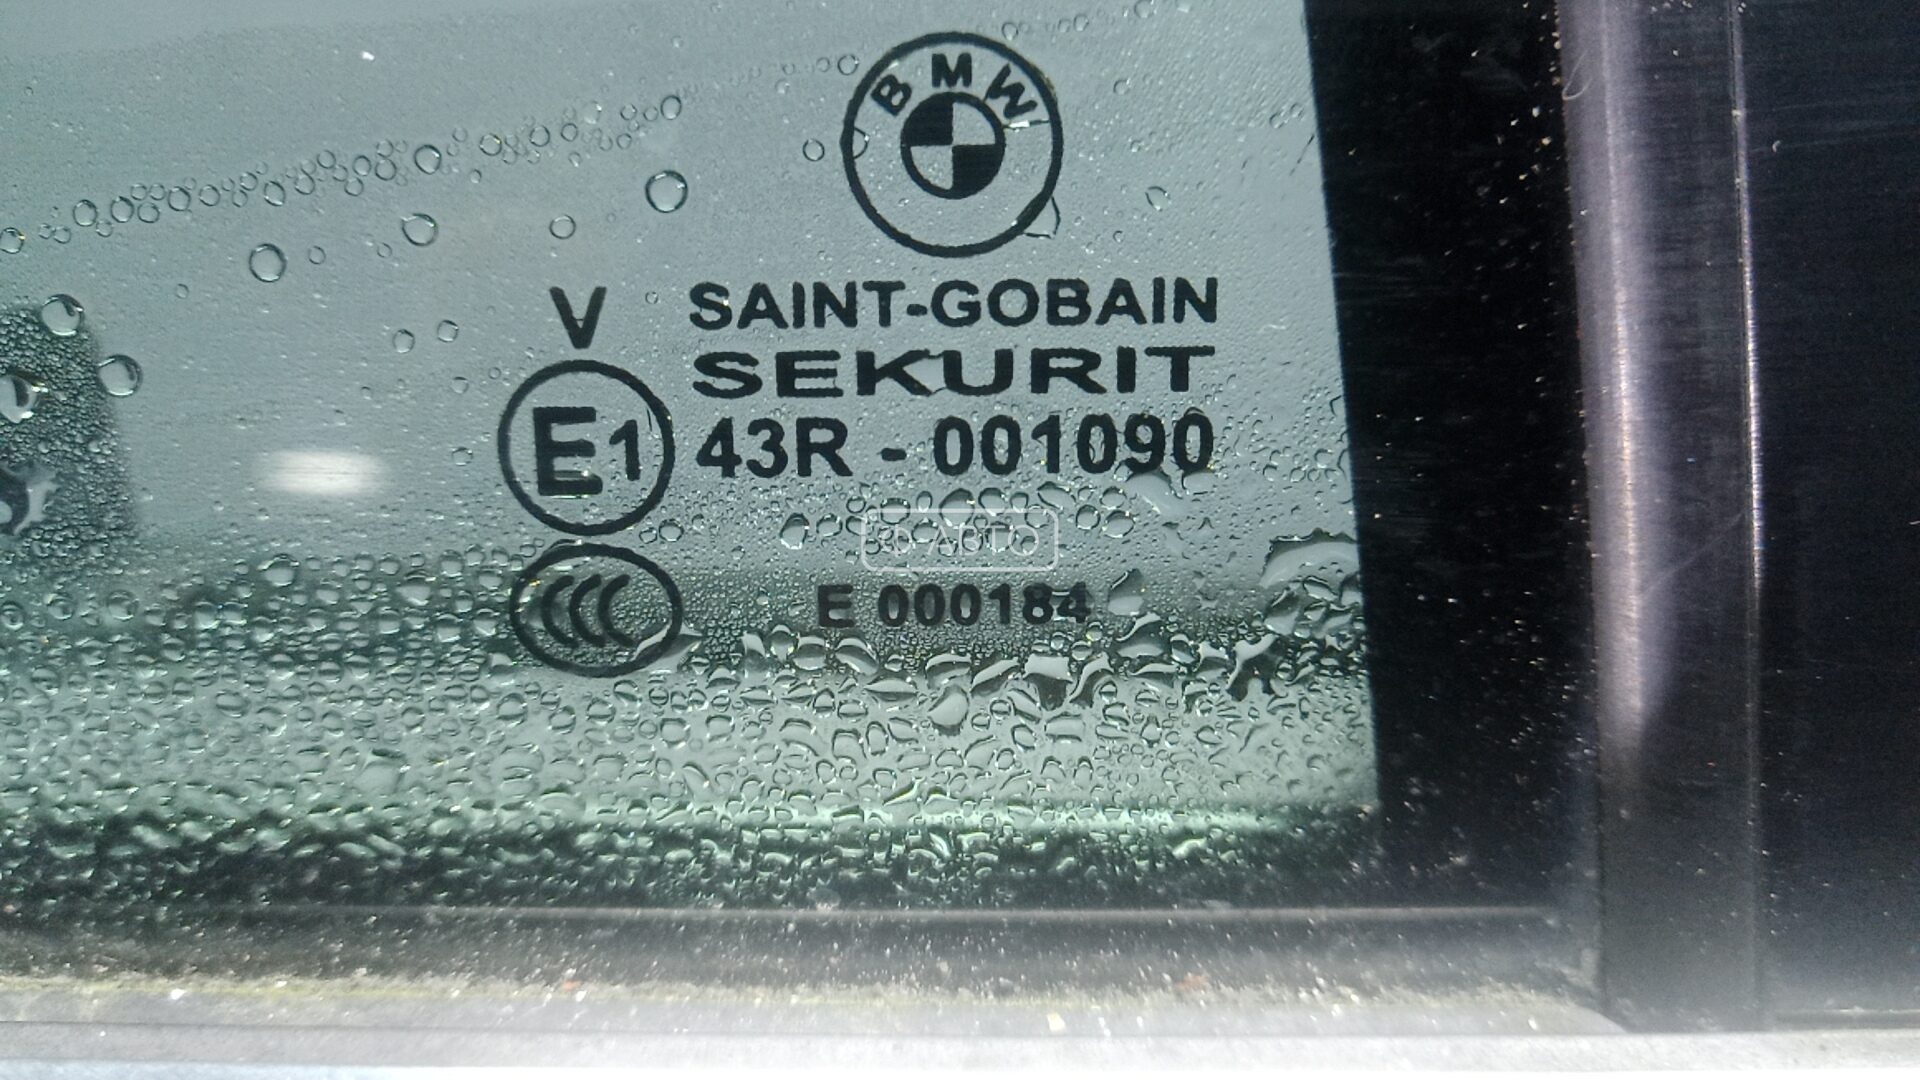 BMW
V
SAINT-GOBAIN
SEKURIT
E1
43R - 001090
CCC
E 000184